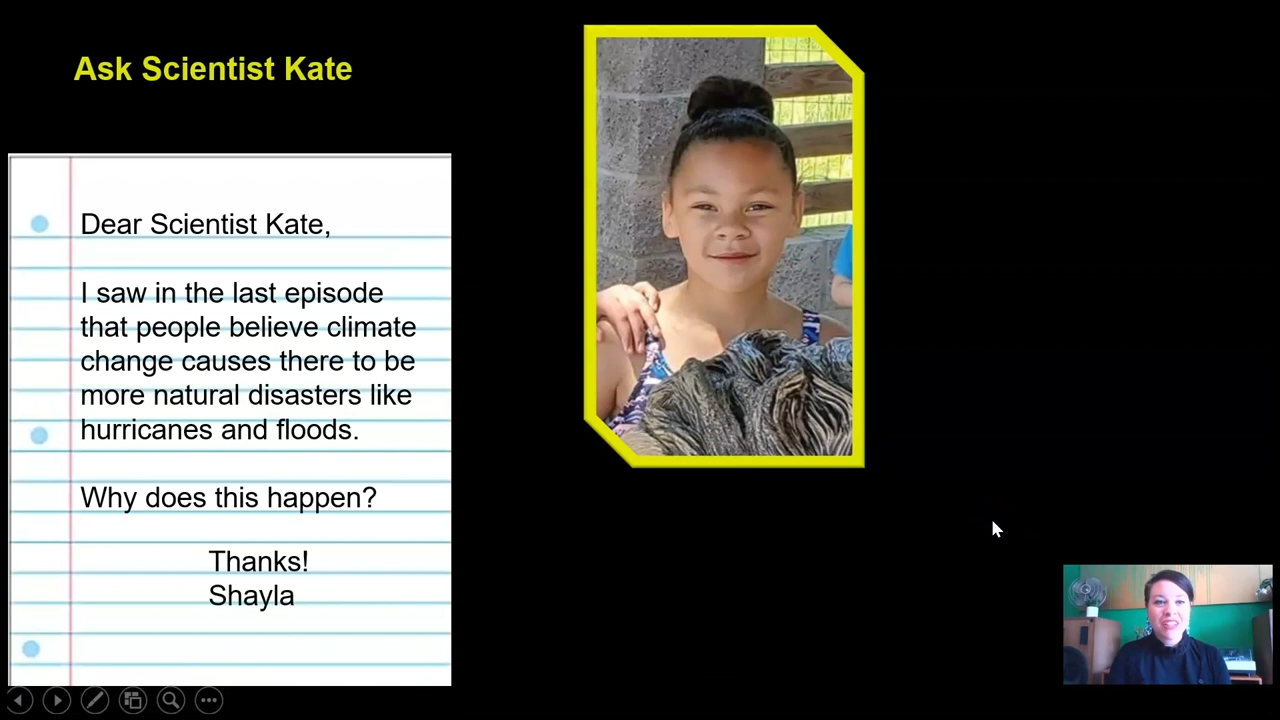 Ask Scientist Kate
Dear Scientist Kate,
I saw in the last episode
that people believe climate
change causes there to be
more natural disasters like
hurricanes and floods.
Why does this happen?
Thanks!
Shayla